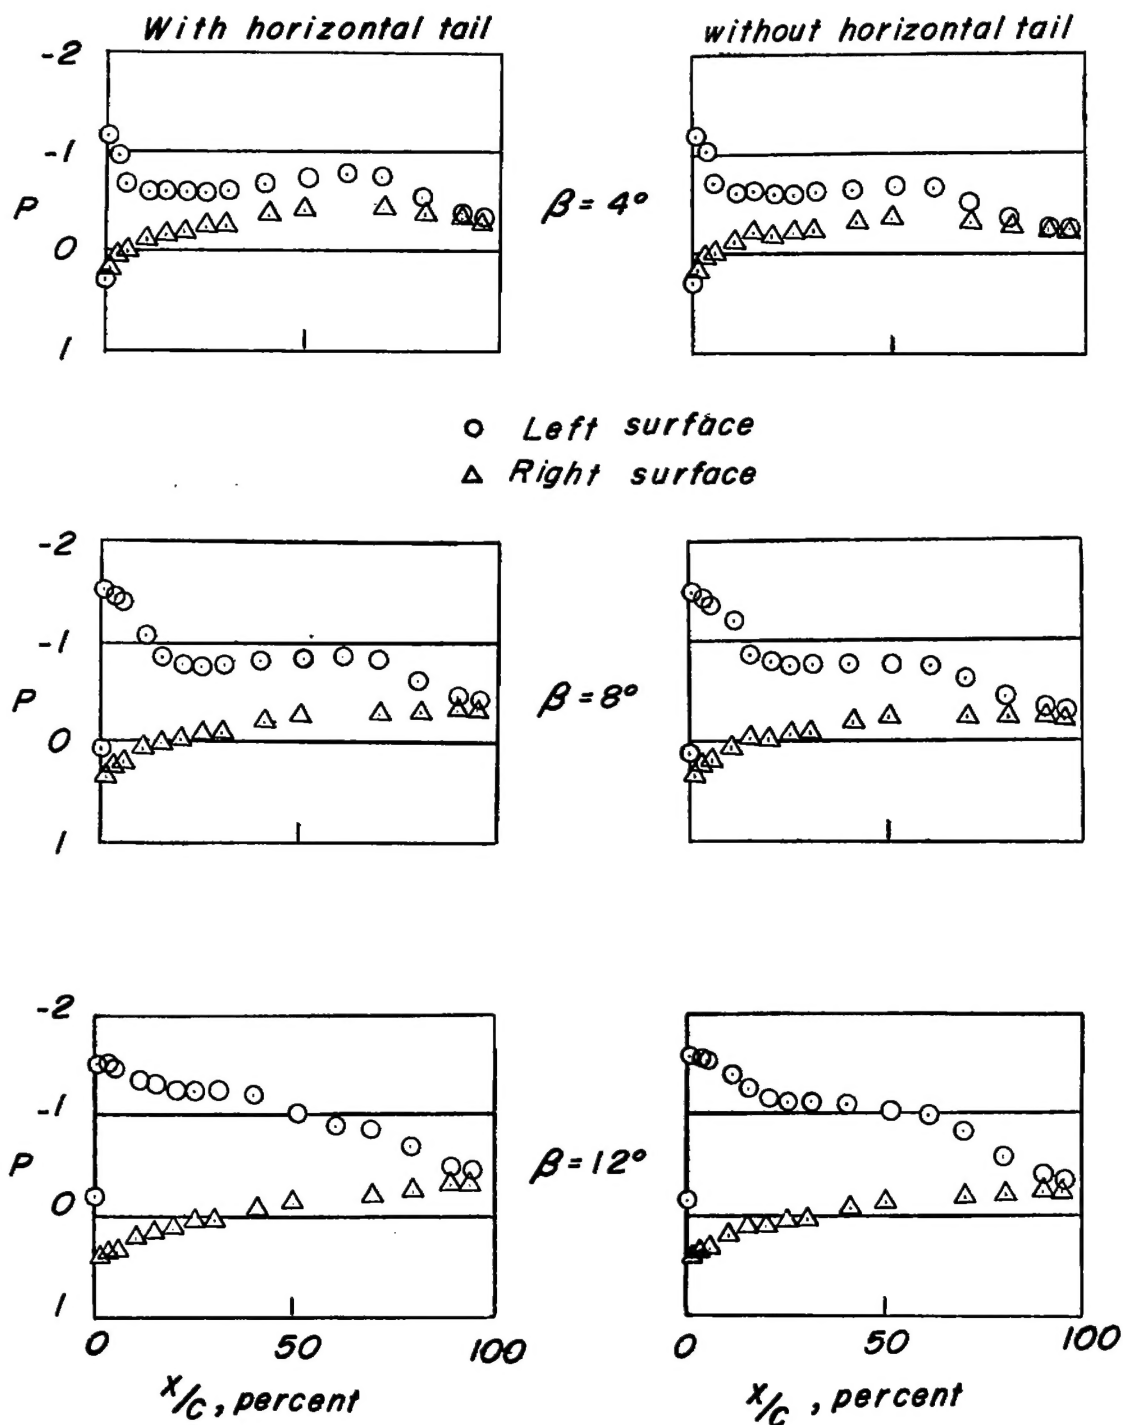 With horizontal tail
without horizontal tail
-2
-1
P
β = 4°
0
1
Left surface
Right surface
-2
-1
P
β = 8°
0
1
-2
-1
P
β = 12°
0
1
0 50 100
0 50 100
x/c, percent
x/c, percent